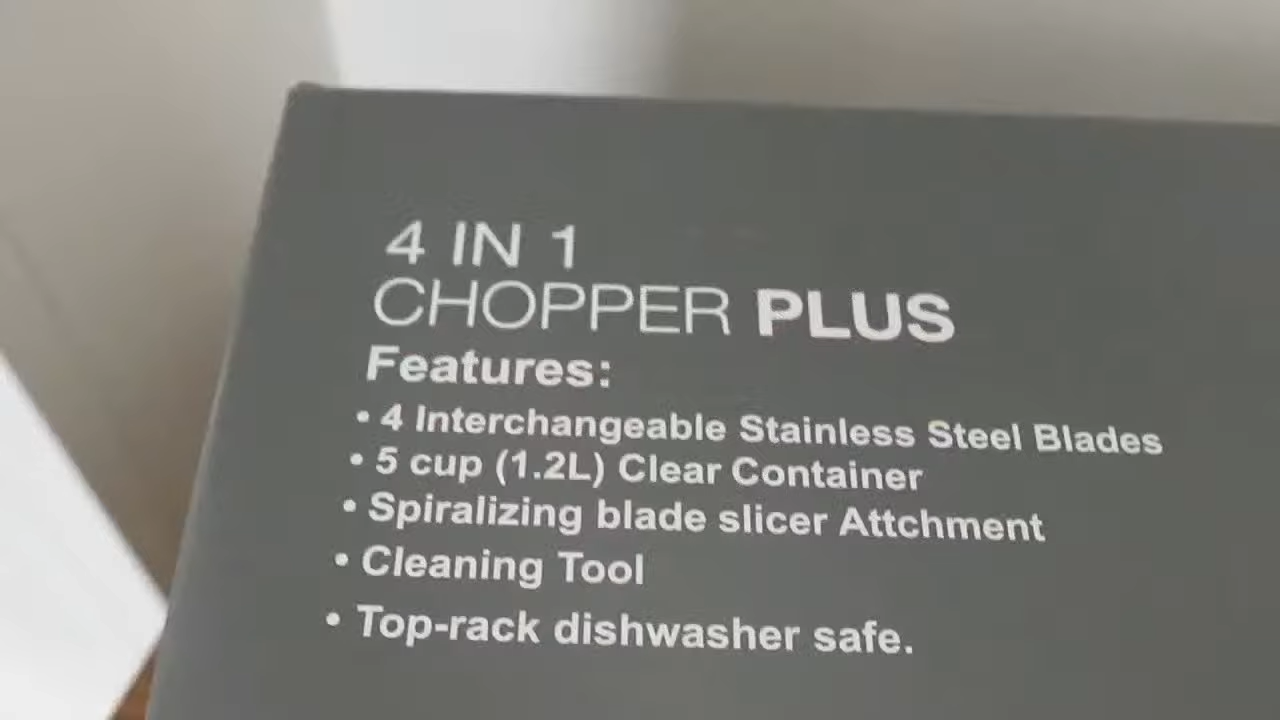 4 IN 1
CHOPPER PLUS
Features:
• 4 Interchangeable Stainless Steel Blades
• 5 cup (1.2L) Clear Container
• Spiralizing blade slicer Attchment
• Cleaning Tool
• Top-rack dishwasher safe.